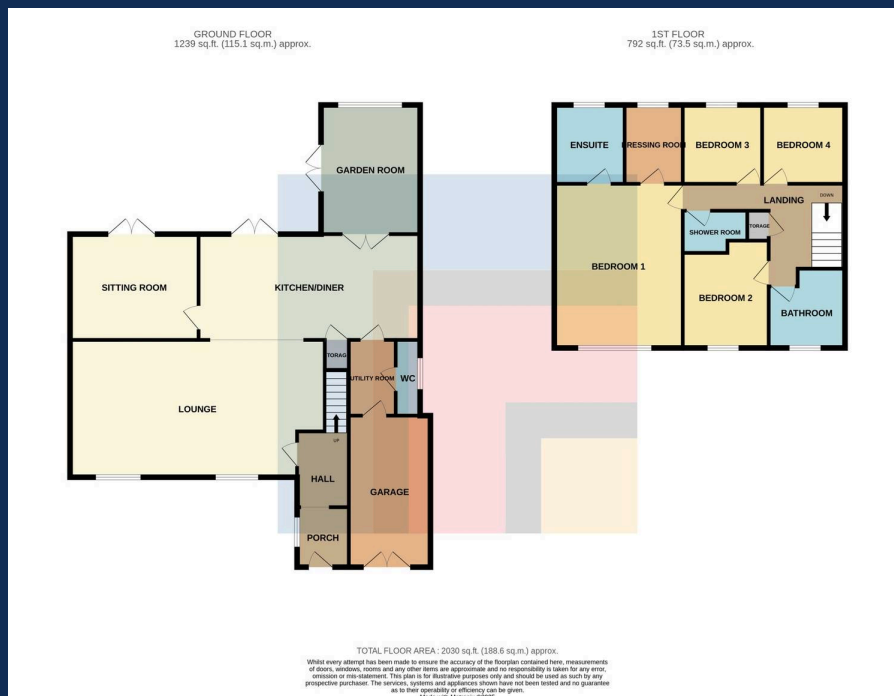 GROUND FLOOR
1239 sq.ft. (115.1 sq.m.) approx.
1ST FLOOR
792 sq.ft. (73.5 sq.m.) approx.
GARDEN ROOM
SITTING ROOM
KITCHEN/DINER
TORAG
UTILITY ROOM
WC
LOUNGE
UP
HALL
GARAGE
PORCH
ENSUITE
DRESSING ROOM
BEDROOM 3
BEDROOM 4
LANDING
DOWN
SHOWER ROOM
TORAGE
BEDROOM 1
BEDROOM 2
BATHROOM
TOTAL FLOOR AREA : 2030 sq.ft. (188.6 sq.m.) approx.
Whilst every attempt has been made to ensure the accuracy of the floorplan contained here, measurements
of doors, windows, rooms and any other items are approximate and no responsibility is taken for any error,
omission or mis-statement. This plan is for illustrative purposes only and should be used as such by any
prospective purchaser. The services, systems and appliances shown have not been tested and no guarantee
as to their operability or efficiency can be given.